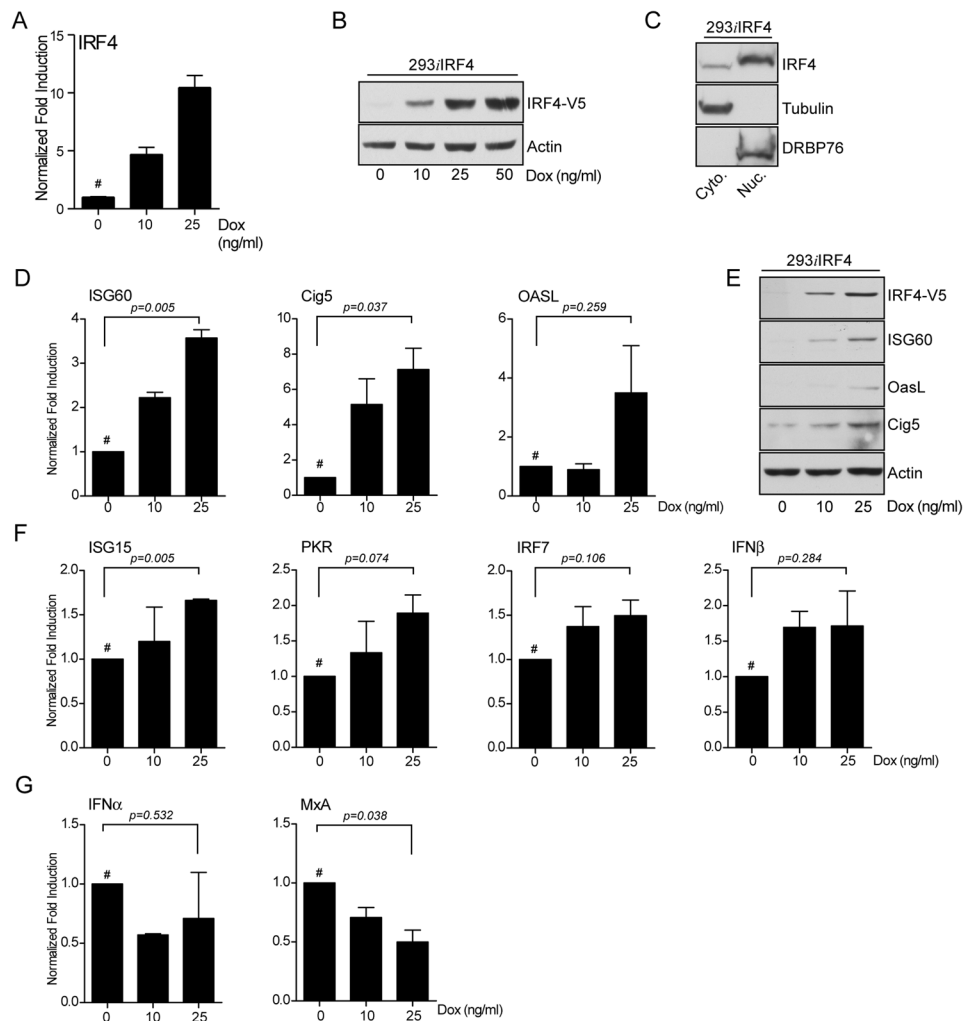 A
IRF4
Normalized Fold Induction
15
10
5
0
#
0 10 25 Dox
(ng/ml)
B
293iIRF4
IRF4-V5
Actin
0 10 25 50 Dox (ng/ml)
C
293iIRF4
IRF4
Tubulin
DRBP76
Cyto. Nuc.
D
Normalized Fold Induction
ISG60
p=0.005
4
3
2
1
0
#
0 10 25
Cig5
p=0.037
10
8
6
4
2
0
#
0 10 25
OASL
p=0.259
6
4
2
0
#
0 10 25 Dox (ng/ml)
E
293iIRF4
IRF4-V5
ISG60
OasL
Cig5
Actin
0 10 25 Dox (ng/ml)
F
Normalized Fold Induction
ISG15
p=0.005
2.0
1.5
1.0
0.5
0.0
#
0 10 25
PKR
p=0.074
2.5
2.0
1.5
1.0
0.5
0.0
#
0 10 25
IRF7
p=0.106
2.0
1.5
1.0
0.5
0.0
#
0 10 25
IFNβ
p=0.284
2.5
2.0
1.5
1.0
0.5
0.0
#
0 10 25 Dox (ng/ml)
G
Normalized Fold Induction
IFNα
p=0.532
1.5
1.0
0.5
0.0
#
0 10 25
MxA
p=0.038
1.5
1.0
0.5
0.0
#
0 10 25 Dox (ng/ml)